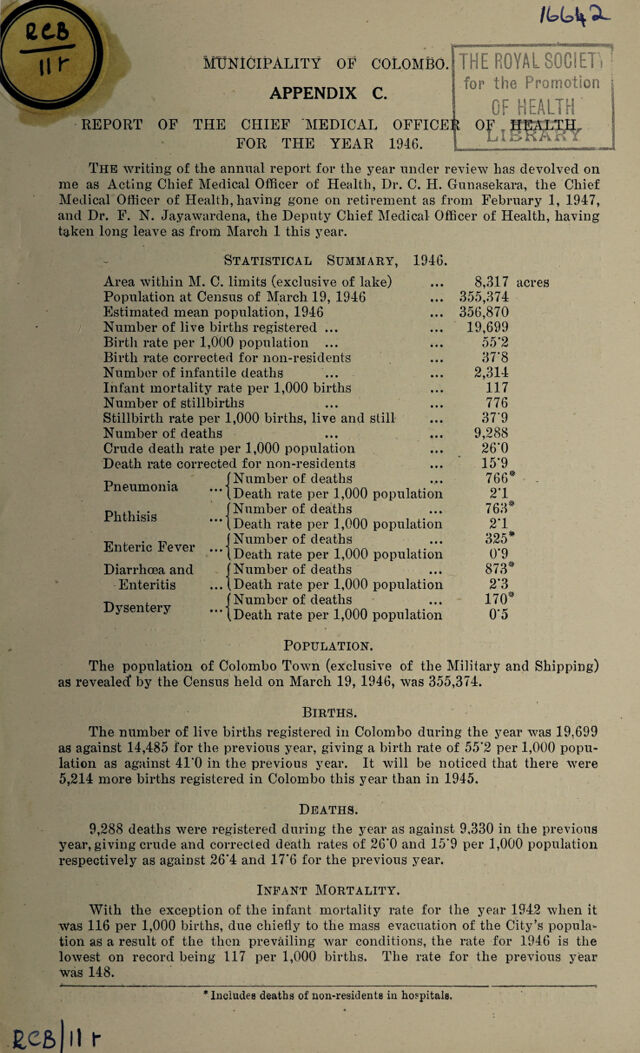 16642
RCB
11 r
THE ROYAL SOCIETY
for the Promotion
OF HEALTH
LIBRARY
MUNICIPALITY OF COLOMBO.
APPENDIX C.
REPORT OF THE CHIEF MEDICAL OFFICER OF HEALTH
FOR THE YEAR 1946.
THE writing of the annual report for the year under review has devolved on
me as Acting Chief Medical Officer of Health, Dr. C. H. Gunasekara, the Chief
Medical Officer of Health, having gone on retirement as from February 1, 1947,
and Dr. F. N. Jayawardena, the Deputy Chief Medical Officer of Health, having
taken long leave as from March 1 this year.
STATISTICAL SUMMARY, 1946.
Area within M. C. limits (exclusive of lake) ... 8,317 acres
Population at Census of March 19, 1946 ... 355,374
Estimated mean population, 1946 ... 356,870
Number of live births registered ... ... 19,699
Birth rate per 1,000 population ... ... 55·2
Birth rate corrected for non-residents ... 37·8
Number of infantile deaths ... ... 2,314
Infant mortality rate per 1,000 births ... 117
Number of stillbirths ... ... 776
Stillbirth rate per 1,000 births, live and still ... 37·9
Number of deaths ... ... 9,288
Crude death rate per 1,000 population ... 26·0
Death rate corrected for non-residents ... 15·9
Pneumonia ... { Number of deaths ... 766*
Death rate per 1,000 population 2·1
Phthisis ... { Number of deaths ... 763*
Death rate per 1,000 population 2·1
Enteric Fever ... { Number of deaths ... 325*
Death rate per 1,000 population 0·9
Diarrhœa and { Number of deaths ... 873*
Enteritis ... Death rate per 1,000 population 2·3
Dysentery ... { Number of deaths ... 170*
Death rate per 1,000 population 0·5
POPULATION.
The population of Colombo Town (exclusive of the Military and Shipping)
as revealed by the Census held on March 19, 1946, was 355,374.
BIRTHS.
The number of live births registered in Colombo during the year was 19,699
as against 14,485 for the previous year, giving a birth rate of 55·2 per 1,000 popu-
lation as against 41·0 in the previous year. It will be noticed that there were
5,214 more births registered in Colombo this year than in 1945.
DEATHS.
9,288 deaths were registered during the year as against 9,330 in the previous
year, giving crude and corrected death rates of 26·0 and 15·9 per 1,000 population
respectively as against 26·4 and 17·6 for the previous year.
INFANT MORTALITY.
With the exception of the infant mortality rate for the year 1942 when it
was 116 per 1,000 births, due chiefly to the mass evacuation of the City's popula-
tion as a result of the then prevailing war conditions, the rate for 1946 is the
lowest on record being 117 per 1,000 births. The rate for the previous year
was 148.
* Includes deaths of non-residents in hospitals.
RCB 11 r